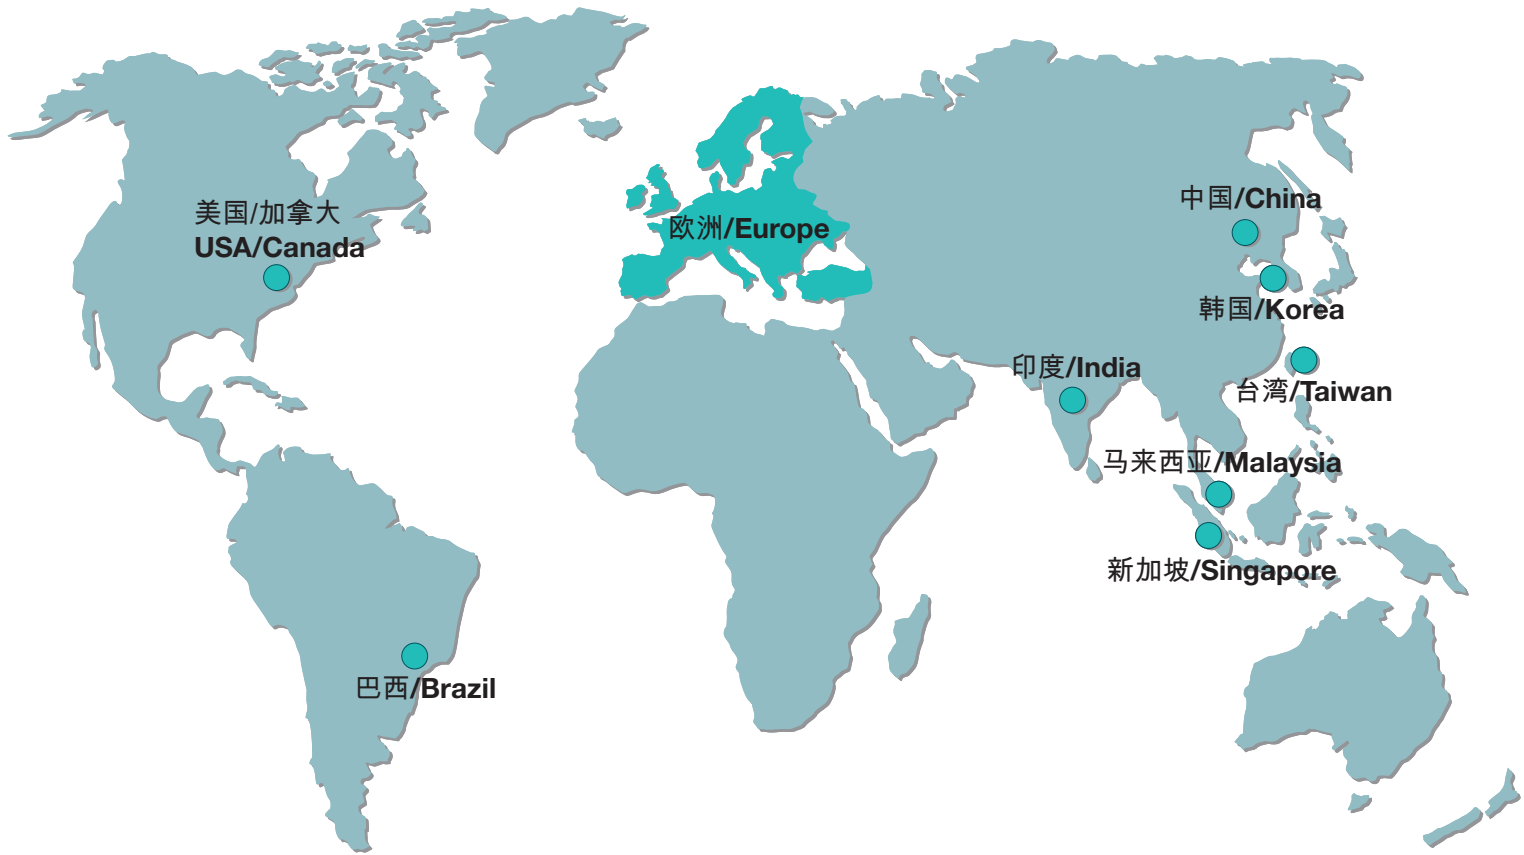 美国/加拿大
USA/Canada
欧洲/Europe
中国/China
韩国/Korea
印度/India
台湾/Taiwan
马来西亚/Malaysia
新加坡/Singapore
巴西/Brazil